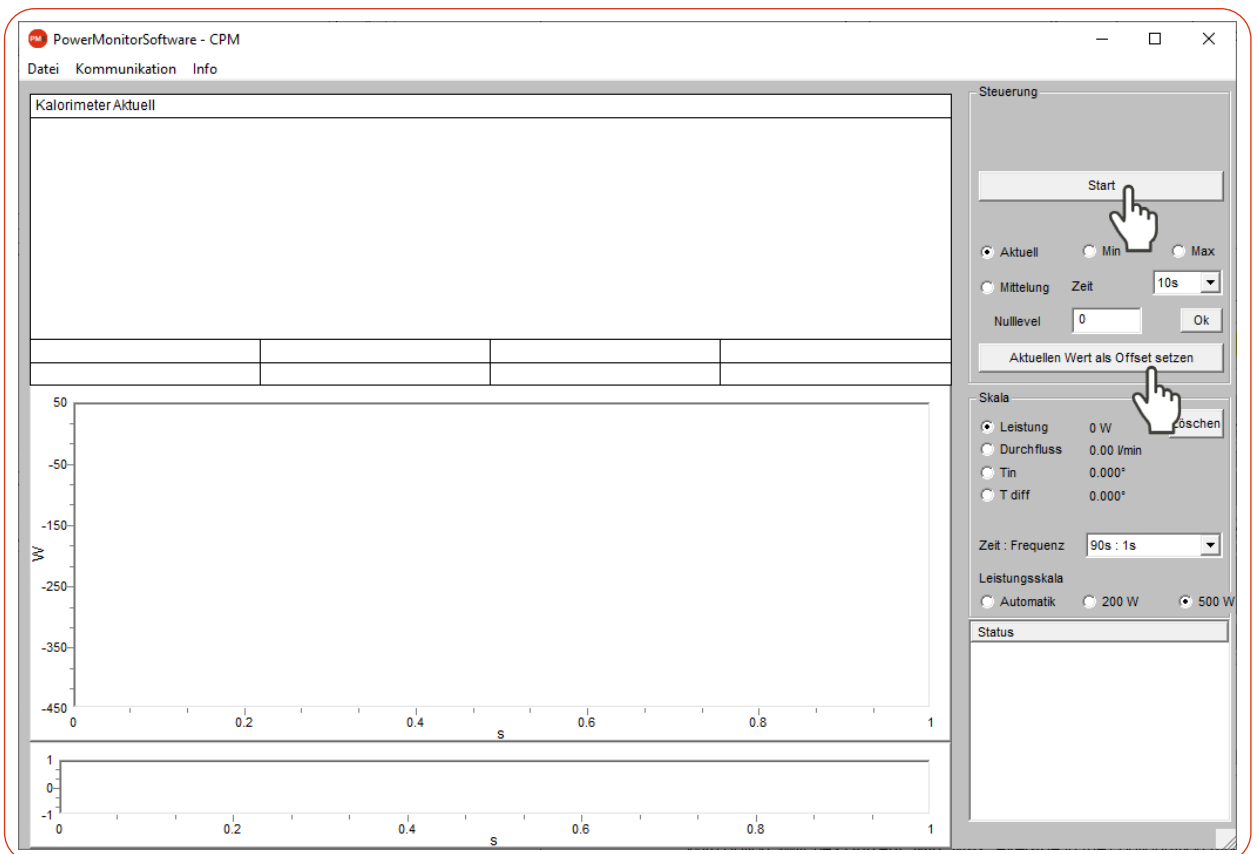 PM
PowerMonitorSoftware - CPM
Datei Kommunikation Info
Kalorimeter Aktuell
50
-50
-150
-250
-350
-450
W
0 0.2 0.4 0.6 0.8 1
s
1
0
-1
0 0.2 0.4 0.6 0.8 1
s
Steuerung
Start
Aktuell Min Max
Mittelung Zeit 10s
Nulllevel 0 Ok
Aktuellen Wert als Offset setzen
Skala
Leistung 0 W
Durchfluss 0.00 l/min
Tin 0.000°
T diff 0.000°
Zeit : Frequenz 90s : 1s
Leistungsskala
Automatik 200 W 500 W
Status